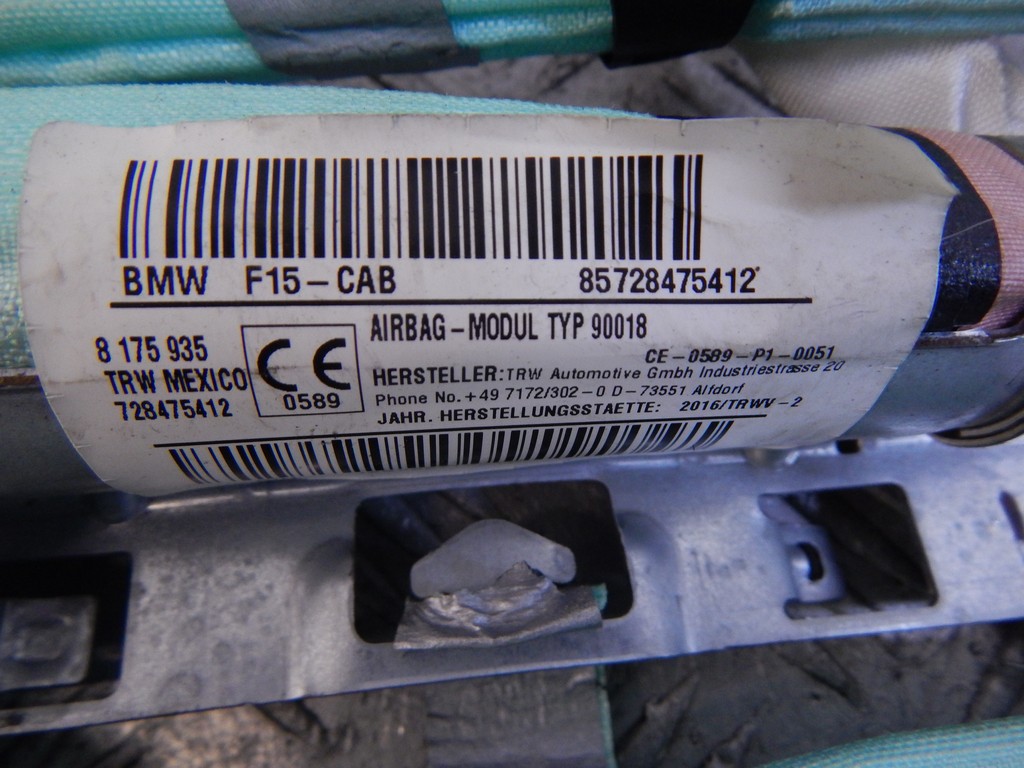 BMW F15-CAB 85728475412*
AIRBAG-MODUL TYP 90018
8 175 935
TRW MEXICO
728475412
CE
0589
CE-0589-P1-0051
HERSTELLER: TRW Automotive Gmbh Industriestrasse 20
Phone No. +49 7172/302-0 D-73551 Alfdorf
JAHR. HERSTELLUNGSSTAETTE: 2016/TRWV-2